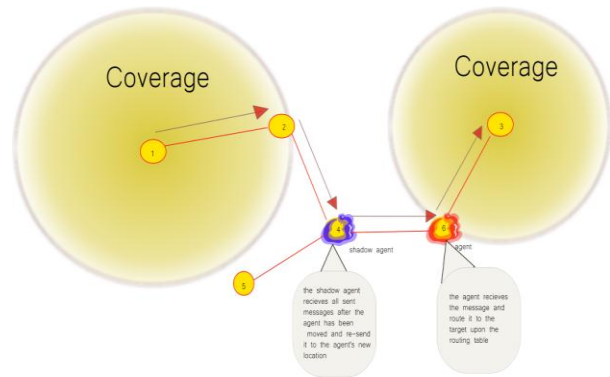 Coverage
Coverage
1
2
3
4
6
5
shadow agent
agent
the shadow agent
recieves all sent
messages after the
agent has been
moved and re-send
it to the agent's new
location
the agent recieves
the message and
route it to the
target upon the
routing table